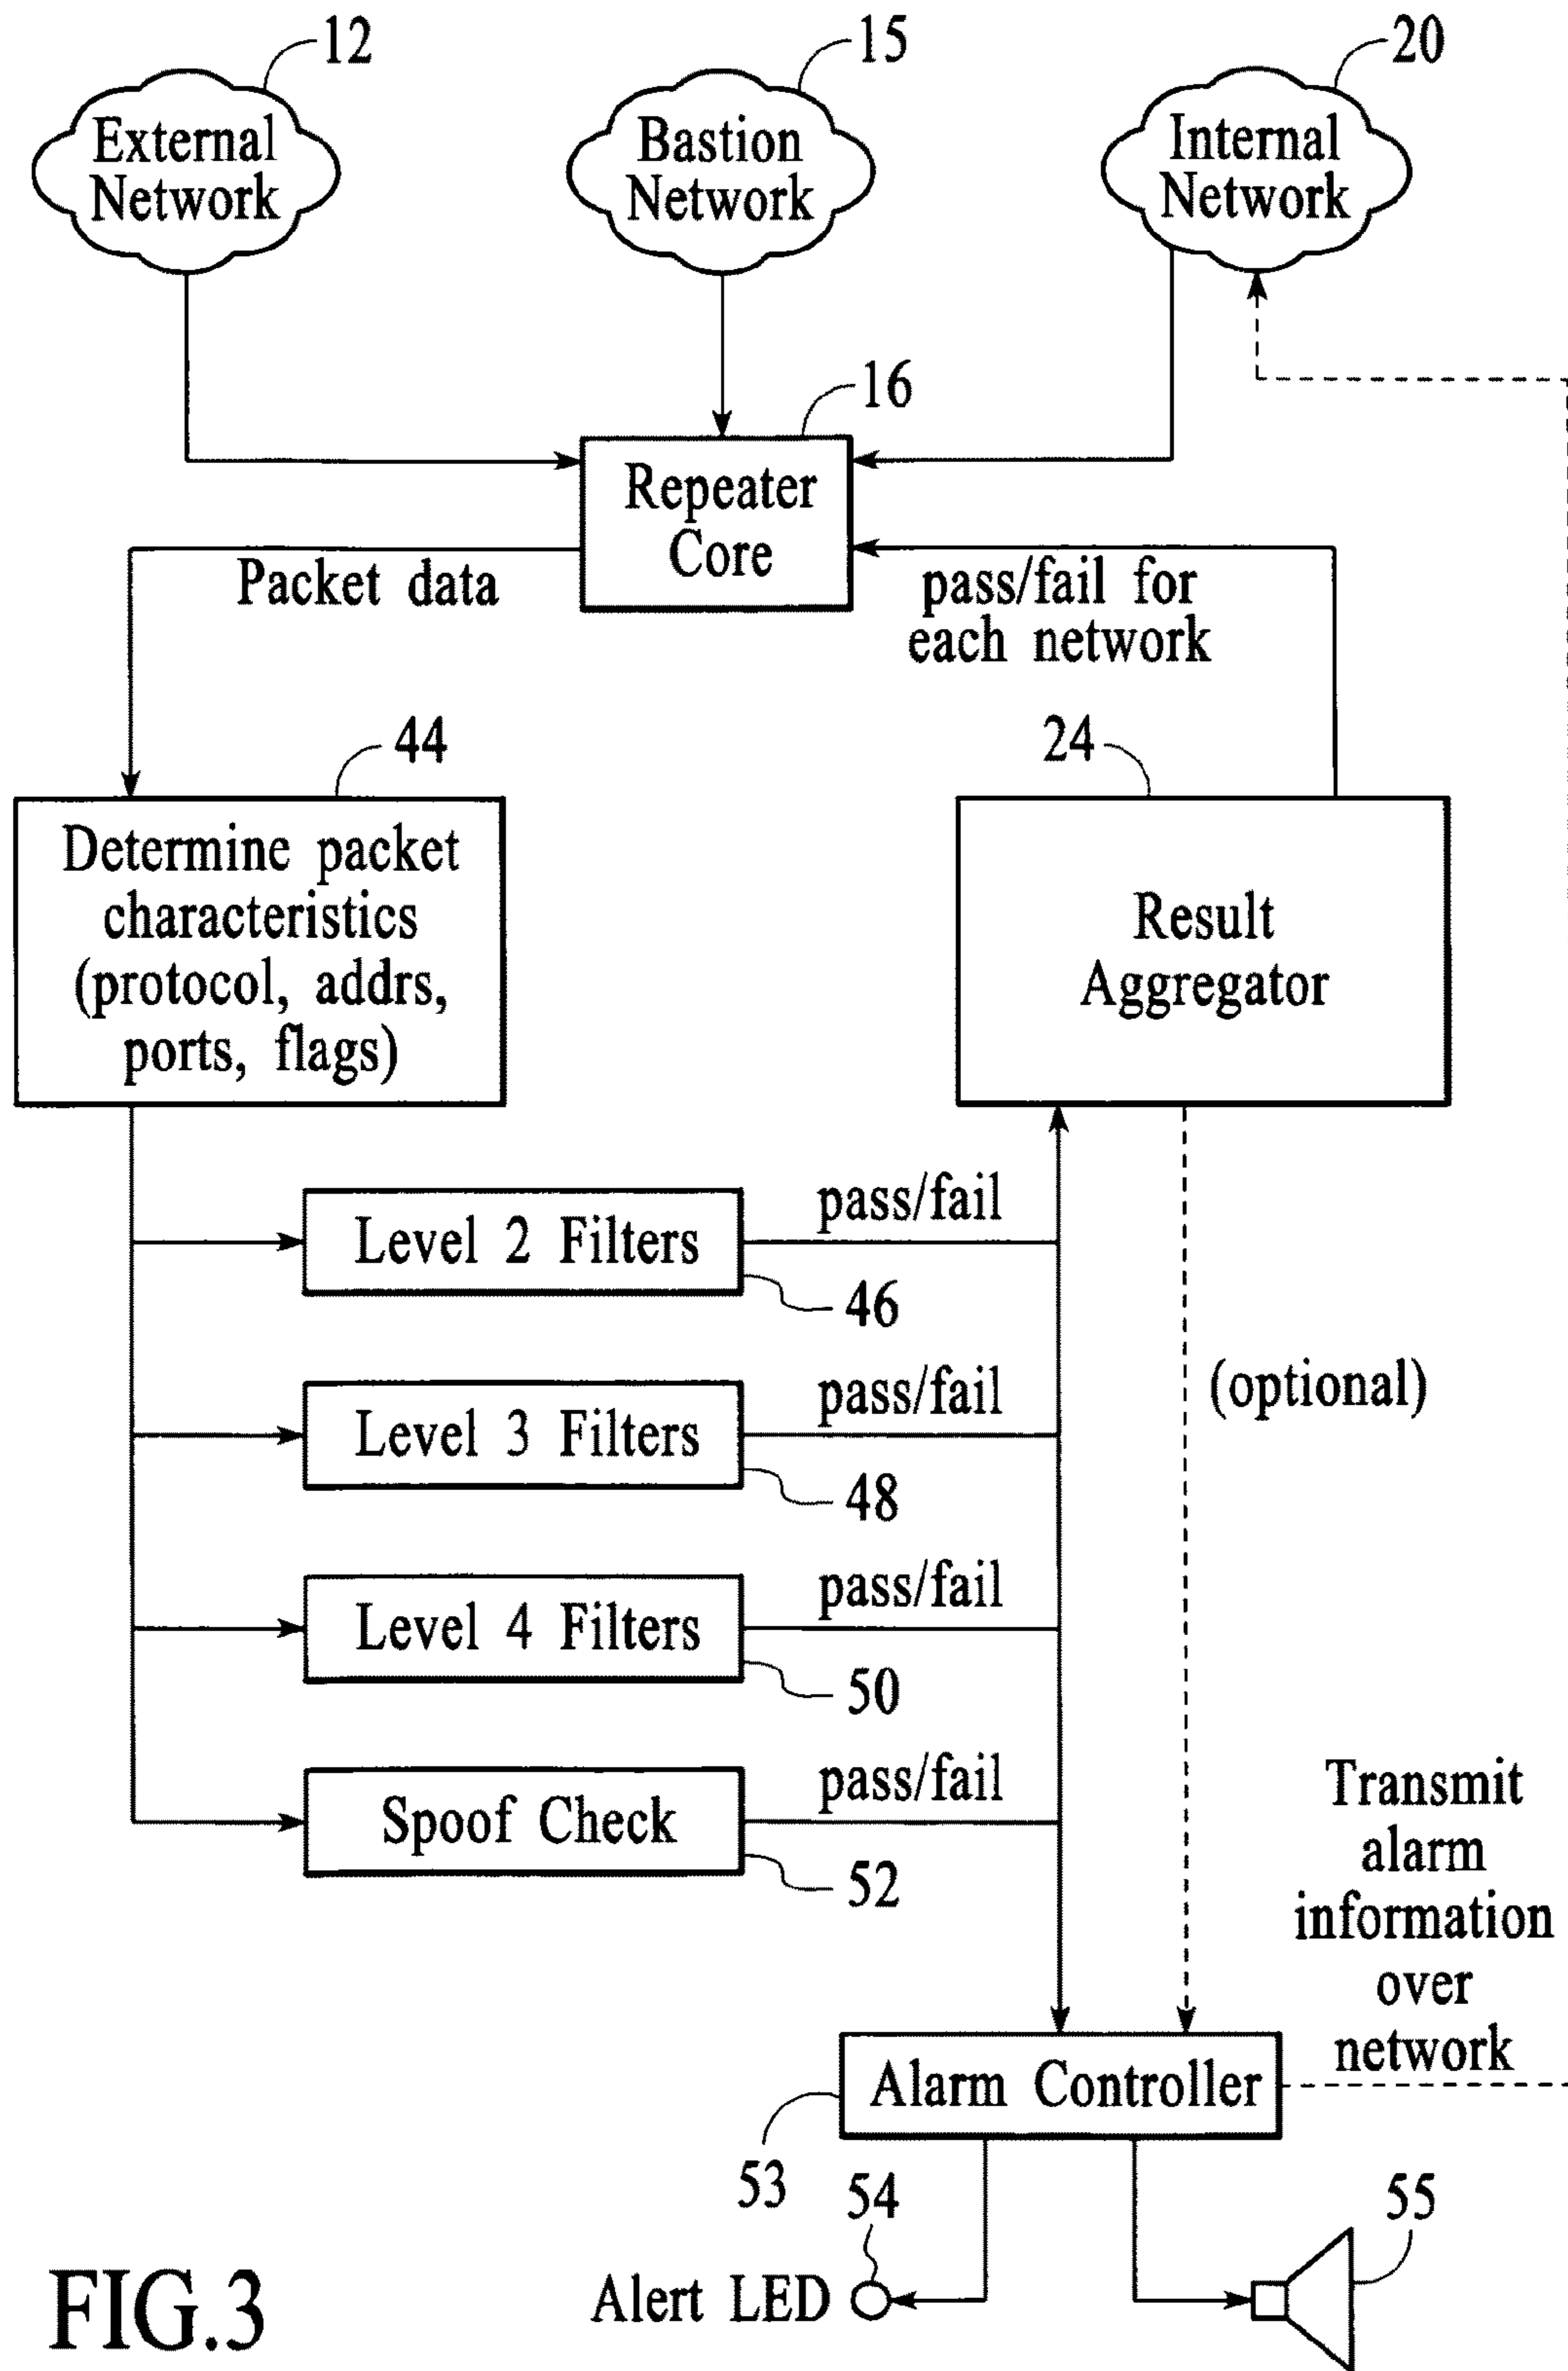 12
15
20
External
Network
Bastion
Network
Internal
Network
16
Repeater
Core
Packet data
pass/fail for
each network
44
24
Determine packet
characteristics
(protocol, addrs,
ports, flags)
Result
Aggregator
pass/fail
Level 2 Filters
46
(optional)
pass/fail
Level 3 Filters
48
pass/fail
Level 4 Filters
50
pass/fail
Spoof Check
52
Transmit
alarm
information
over
network
Alarm Controller
53
54
55
Alert LED
FIG.3